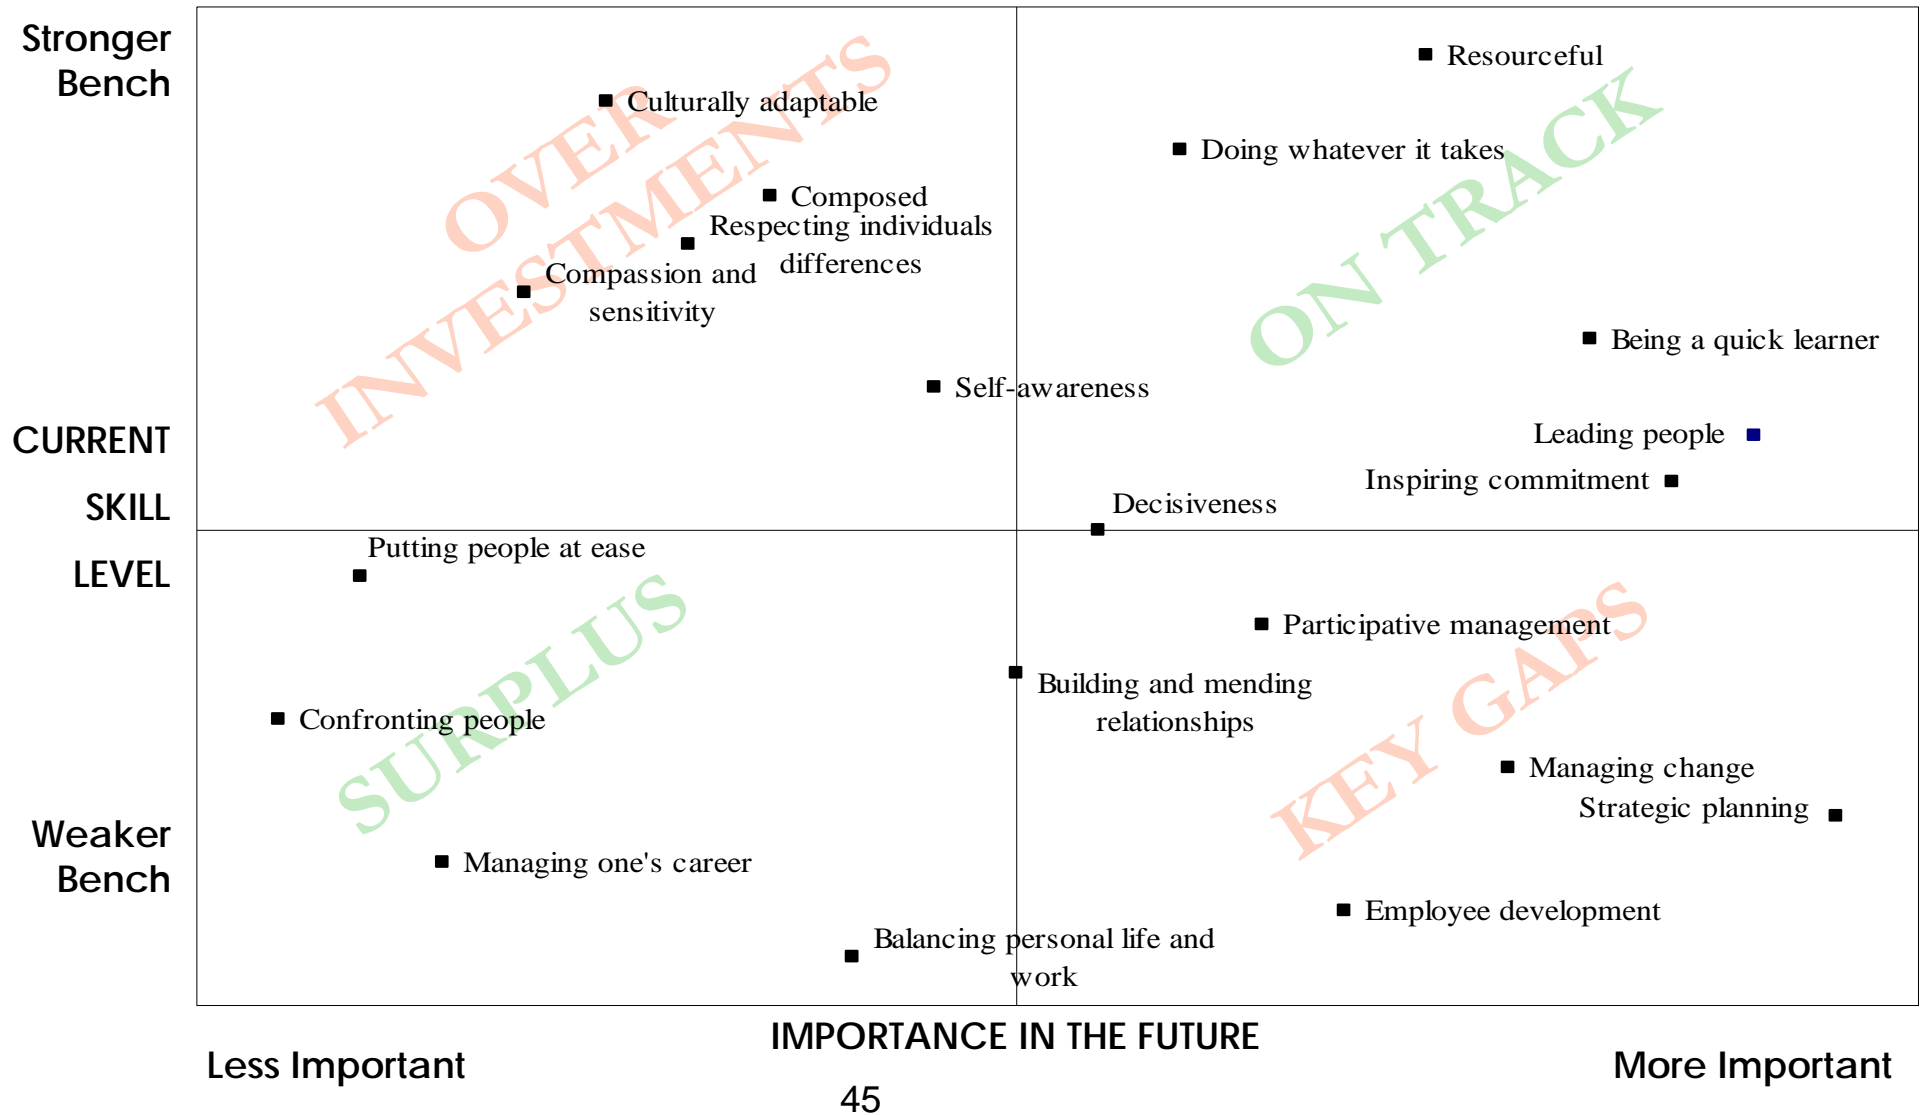 Stronger
Bench
Resourceful
Culturally adaptable
OVER
INVESTMENTS
Doing whatever it takes
ON TRACK
Composed
Respecting individuals
differences
Compassion and
sensitivity
Being a quick learner
Self-awareness
CURRENT
SKILL
LEVEL
Leading people
Inspiring commitment
Decisiveness
Putting people at ease
SURPLUS
Participative management
KEY GAPS
Building and mending
relationships
Confronting people
Managing change
Strategic planning
Weaker
Bench
Managing one's career
Employee development
Balancing personal life and
work
IMPORTANCE IN THE FUTURE
Less Important
More Important
45